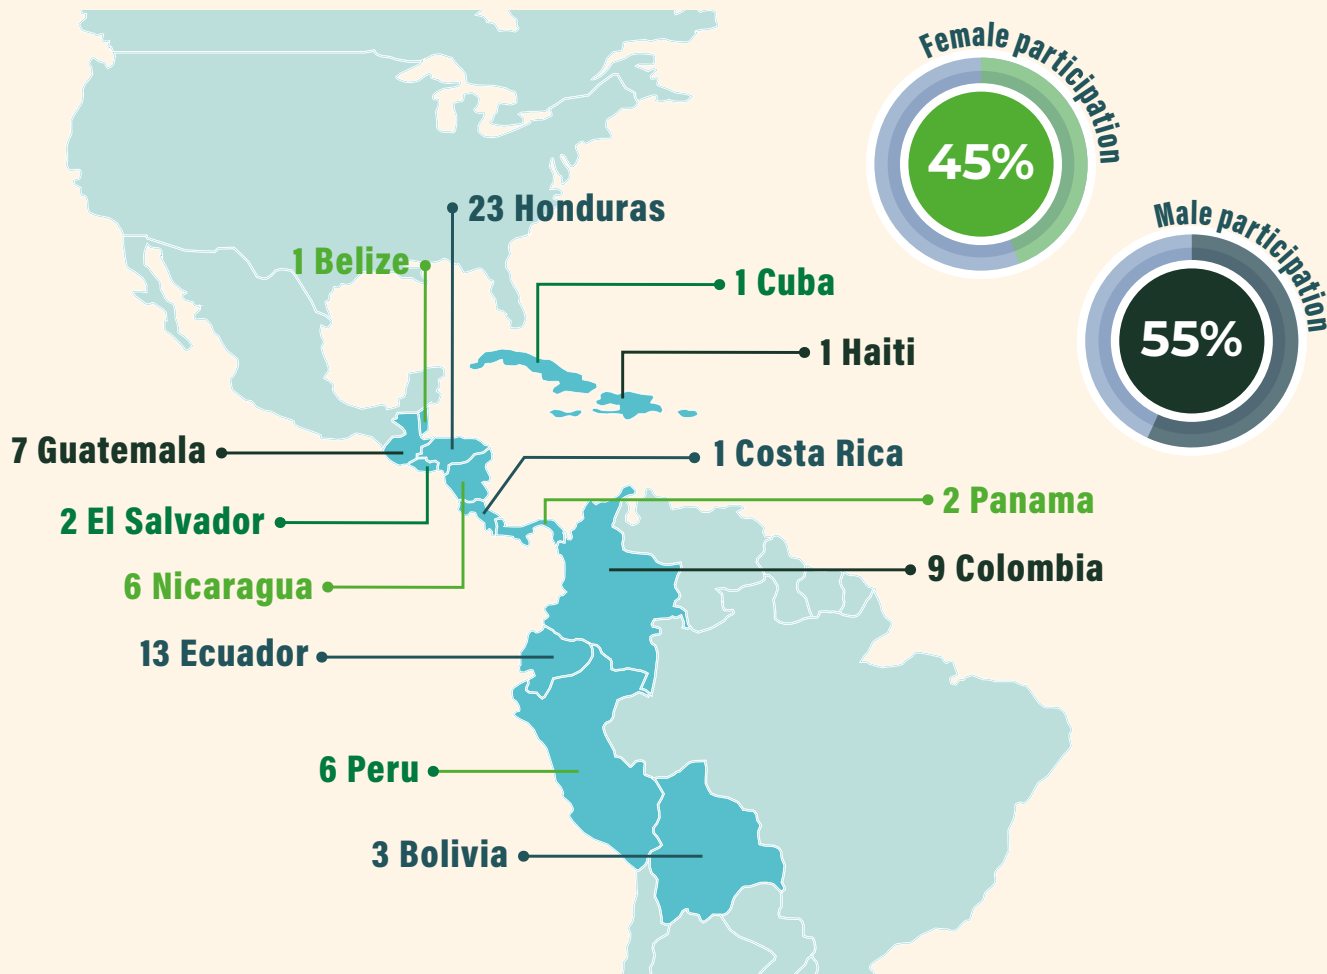 Female participation
45%
Male participation
55%
23 Honduras
1 Belize
1 Cuba
1 Haiti
7 Guatemala
1 Costa Rica
2 Panama
2 El Salvador
9 Colombia
6 Nicaragua
13 Ecuador
6 Peru
3 Bolivia